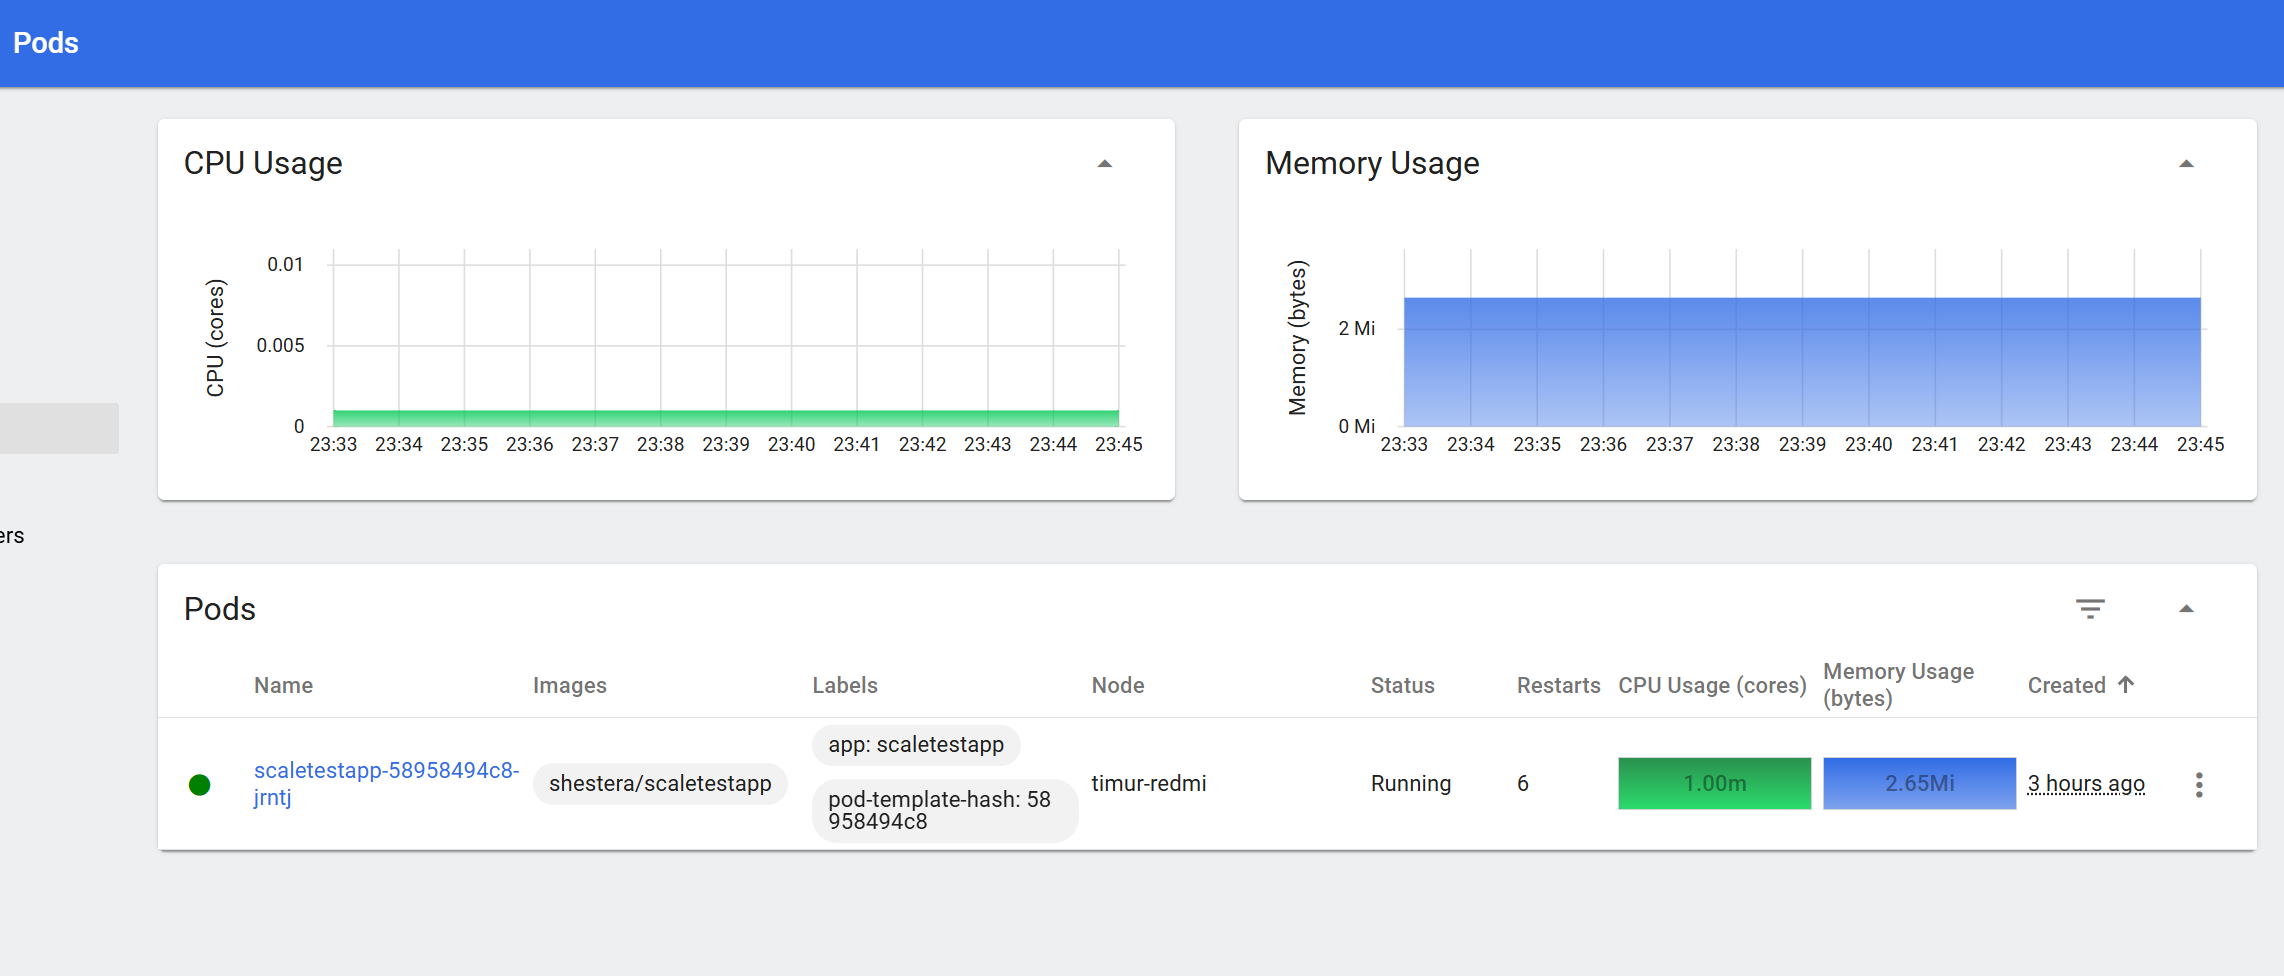 Pods
CPU Usage
CPU (cores)
0.01
0.005
0
23:33 23:34 23:35 23:36 23:37 23:38 23:39 23:40 23:41 23:42 23:43 23:44 23:45
Memory Usage
Memory (bytes)
2 Mi
0 Mi
23:33 23:34 23:35 23:36 23:37 23:38 23:39 23:40 23:41 23:42 23:43 23:44 23:45
ers
Pods
Name Images Labels Node Status Restarts CPU Usage (cores) Memory Usage
(bytes) Created
scaletestapp-58958494c8-
jrntj
shestera/scaletestapp
app: scaletestapp
pod-template-hash: 58
958494c8
timur-redmi
Running
6
1.00m
2.65Mi
3 hours ago